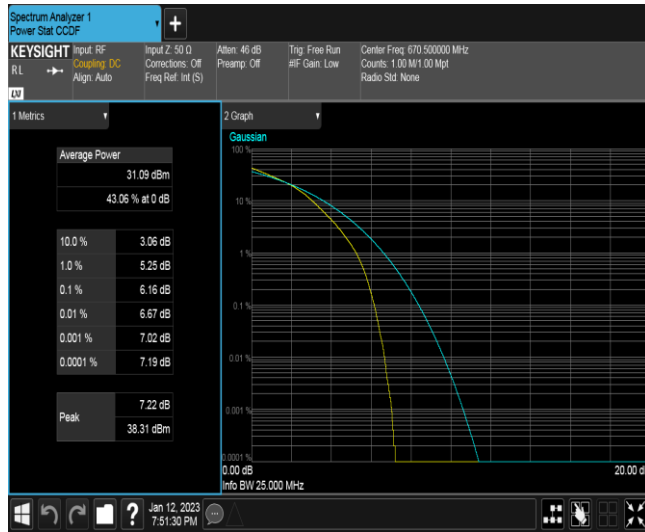 Spectrum Analyzer 1
Power Stat CCDF
+
KEYSIGHT
RL
LXI
Input: RF
Coupling: DC
Align: Auto
Input Z: 50 Ω
Corrections: Off
Freq Ref: Int (S)
Atten: 46 dB
Preamp: Off
Trig: Free Run
#IF Gain: Low
Center Freq: 670.500000 MHz
Counts: 1.00 M/1.00 Mpt
Radio Std: None
1 Metrics
Average Power
31.09 dBm
43.06 % at 0 dB
10.0 % 3.06 dB
1.0 % 5.25 dB
0.1 % 6.16 dB
0.01 % 6.67 dB
0.001 % 7.02 dB
0.0001 % 7.19 dB
Peak
7.22 dB
38.31 dBm
2 Graph
Gaussian
100 %
10 %
1 %
0.1 %
0.01 %
0.001 %
0.0001 %
0.00 dB
20.00 d
Info BW 25.000 MHz
?
Jan 12, 2023
7:51:30 PM